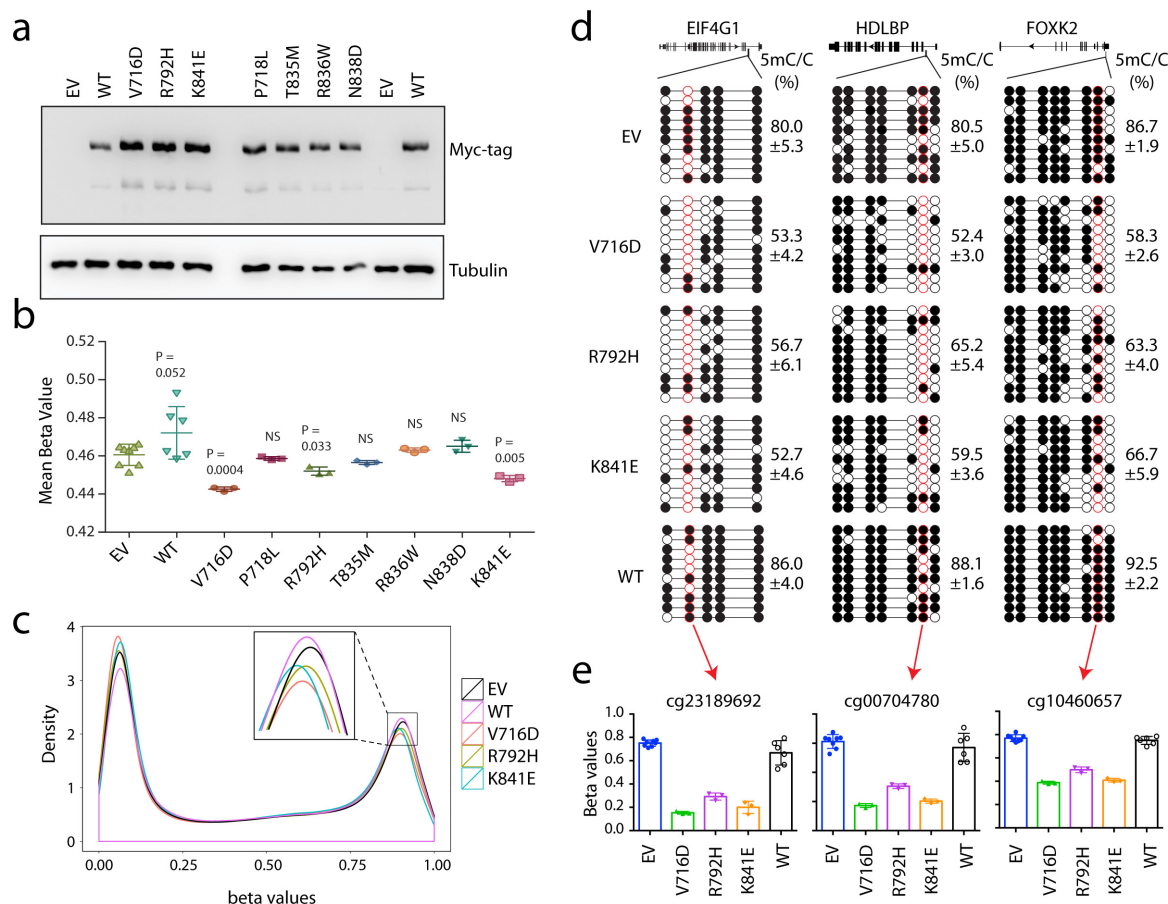 a
EV
WT
V716D
R792H
K841E
P718L
T835M
R836W
N838D
EV
WT
Myc-tag
Tubulin
b
Mean Beta Value
0.52
0.50
0.48
0.46
0.44
0.42
P =
0.052
P =
0.0004
NS
P =
0.033
NS
NS
NS
P =
0.005
EV
WT
V716D
P718L
R792H
T835M
R836W
N838D
K841E
c
Density
4
3
2
1
0
0.00
0.25
0.50
0.75
1.00
beta values
EV
WT
V716D
R792H
K841E
d
EIF4G1
HDLBP
FOXK2
5mC/C
(%)
5mC/C
(%)
5mC/C
(%)
EV
80.0
±5.3
80.5
±5.0
86.7
±1.9
V716D
53.3
±4.2
52.4
±3.0
58.3
±2.6
R792H
56.7
±6.1
65.2
±5.4
63.3
±4.0
K841E
52.7
±4.6
59.5
±3.6
66.7
±5.9
WT
86.0
±4.0
88.1
±1.6
92.5
±2.2
e
cg23189692
cg00704780
cg10460657
Beta values
1.0
0.8
0.6
0.4
0.2
0.0
EV
V716D
R792H
K841E
WT
EV
V716D
R792H
K841E
WT
EV
V716D
R792H
K841E
WT